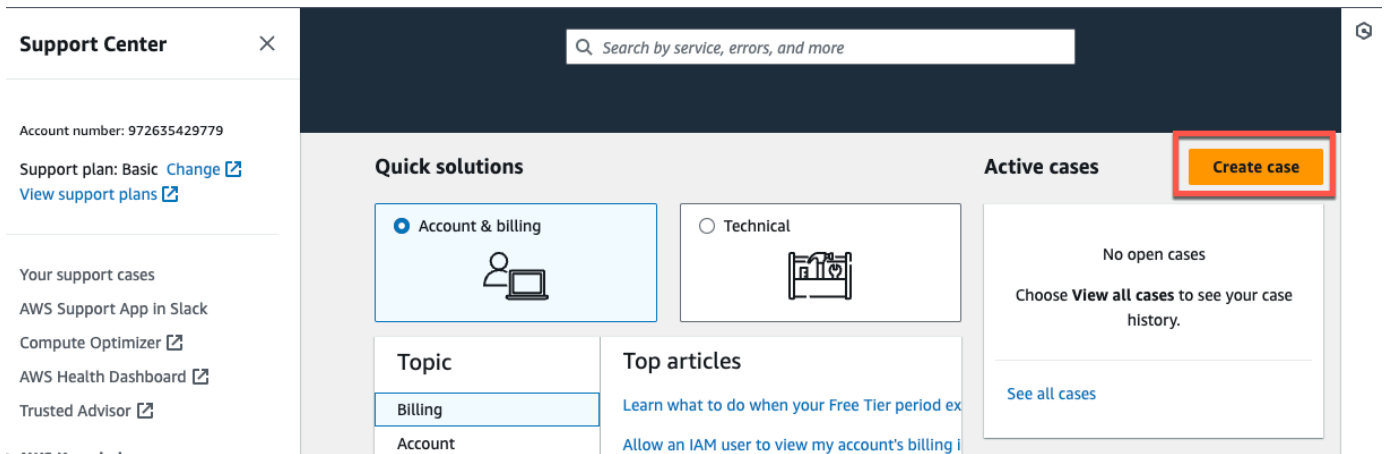 Support Center
Search by service, errors, and more
Account number: 972635429779
Support plan: Basic Change
View support plans
Your support cases
AWS Support App in Slack
Compute Optimizer
AWS Health Dashboard
Trusted Advisor
Quick solutions
Account & billing
Technical
Topic
Billing
Account
Top articles
Learn what to do when your Free Tier period ex
Allow an IAM user to view my account's billing i
Active cases
Create case
No open cases
Choose View all cases to see your case
history.
See all cases